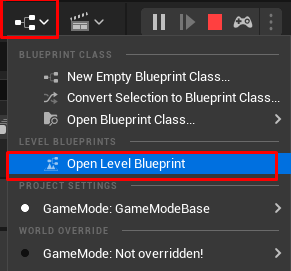 BLUEPRINT CLASS
New Empty Blueprint Class...
Convert Selection to Blueprint Class...
Open Blueprint Class...
LEVEL BLUEPRINTS
Open Level Blueprint
PROJECT SETTINGS
GameMode: GameModeBase
WORLD OVERRIDE
GameMode: Not overridden!